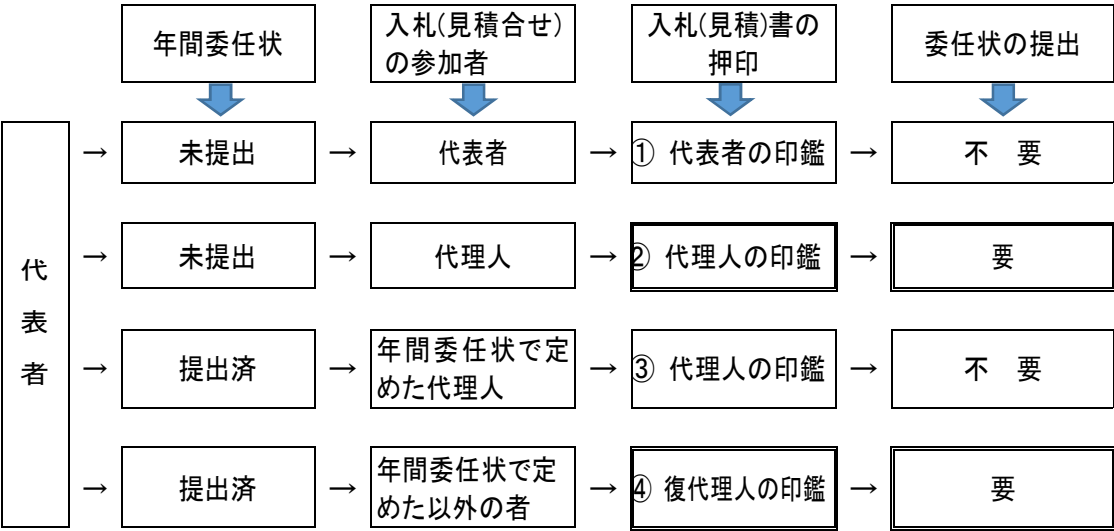 年間委任状
入札(見積合せ)
の参加者
入札(見積)書の
押印
委任状の提出
代
表
者
→ 未提出 → 代表者 → ① 代表者の印鑑 → 不 要
→ 未提出 → 代理人 → ② 代理人の印鑑 → 要
→ 提出済 → 年間委任状で定
めた代理人 → ③ 代理人の印鑑 → 不 要
→ 提出済 → 年間委任状で定
めた以外の者 → ④ 復代理人の印鑑 → 要